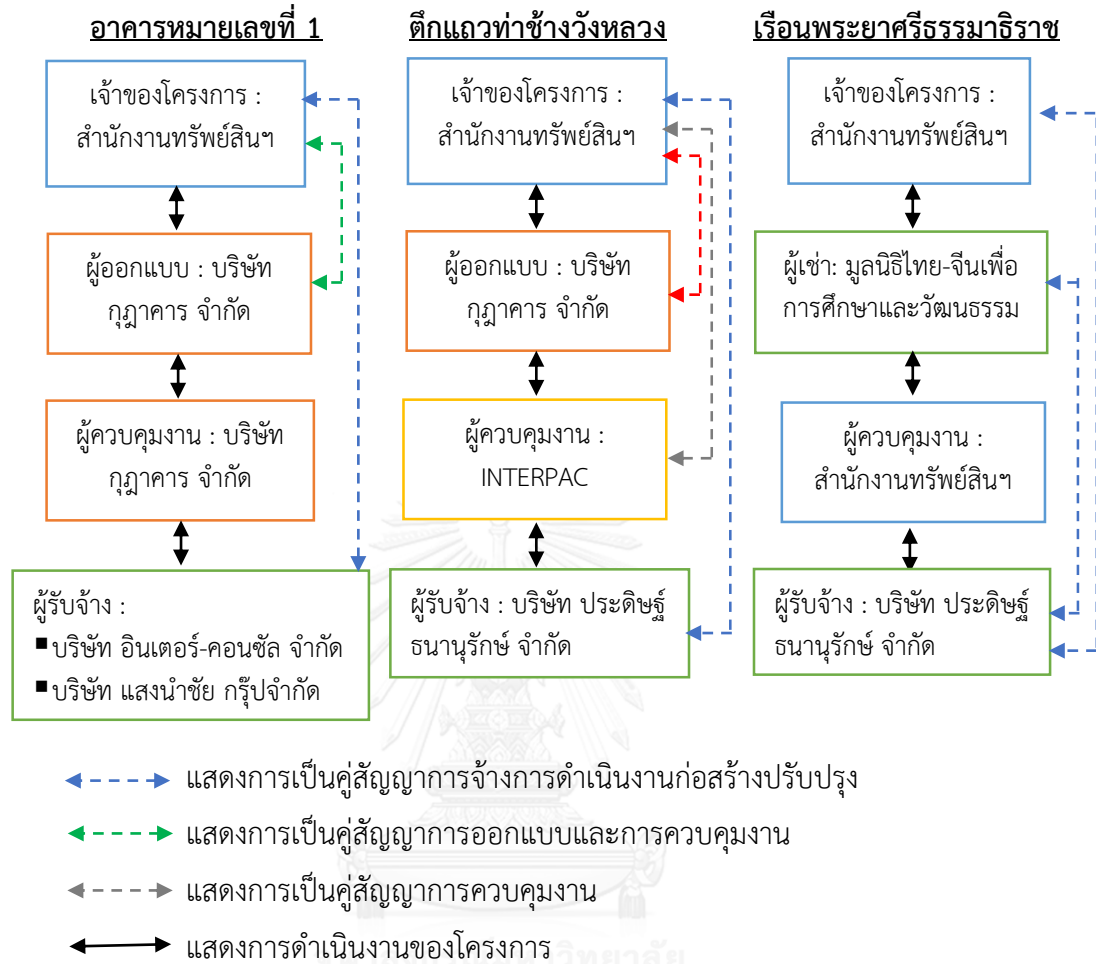 อาคารหมายเลขที่ 1
ตึกแถวท่าช้างวังหลวง
เรือนพระยาศรีธรรมาธิราช
เจ้าของโครงการ :
สำนักงานทรัพย์สินฯ
ผู้ออกแบบ : บริษัท
กุฎาคาร จำกัด
ผู้ควบคุมงาน : บริษัท
กุฎาคาร จำกัด
ผู้รับจ้าง :
▪บริษัท อินเตอร์-คอนซัล จำกัด
▪บริษัท แสงนำชัย กรุ๊ปจำกัด
เจ้าของโครงการ :
สำนักงานทรัพย์สินฯ
ผู้ออกแบบ : บริษัท
กุฎาคาร จำกัด
ผู้ควบคุมงาน :
INTERPAC
ผู้รับจ้าง : บริษัท ประดิษฐ์
ธนานุรักษ์ จำกัด
เจ้าของโครงการ :
สำนักงานทรัพย์สินฯ
ผู้เช่า: มูลนิธิไทย-จีนเพื่อ
การศึกษาและวัฒนธรรม
ผู้ควบคุมงาน :
สำนักงานทรัพย์สินฯ
ผู้รับจ้าง : บริษัท ประดิษฐ์
ธนานุรักษ์ จำกัด
แสดงการเป็นคู่สัญญาการจ้างการดำเนินงานก่อสร้างปรับปรุง
แสดงการเป็นคู่สัญญาการออกแบบและการควบคุมงาน
แสดงการเป็นคู่สัญญาการควบคุมงาน
แสดงการดำเนินงานของโครงการ